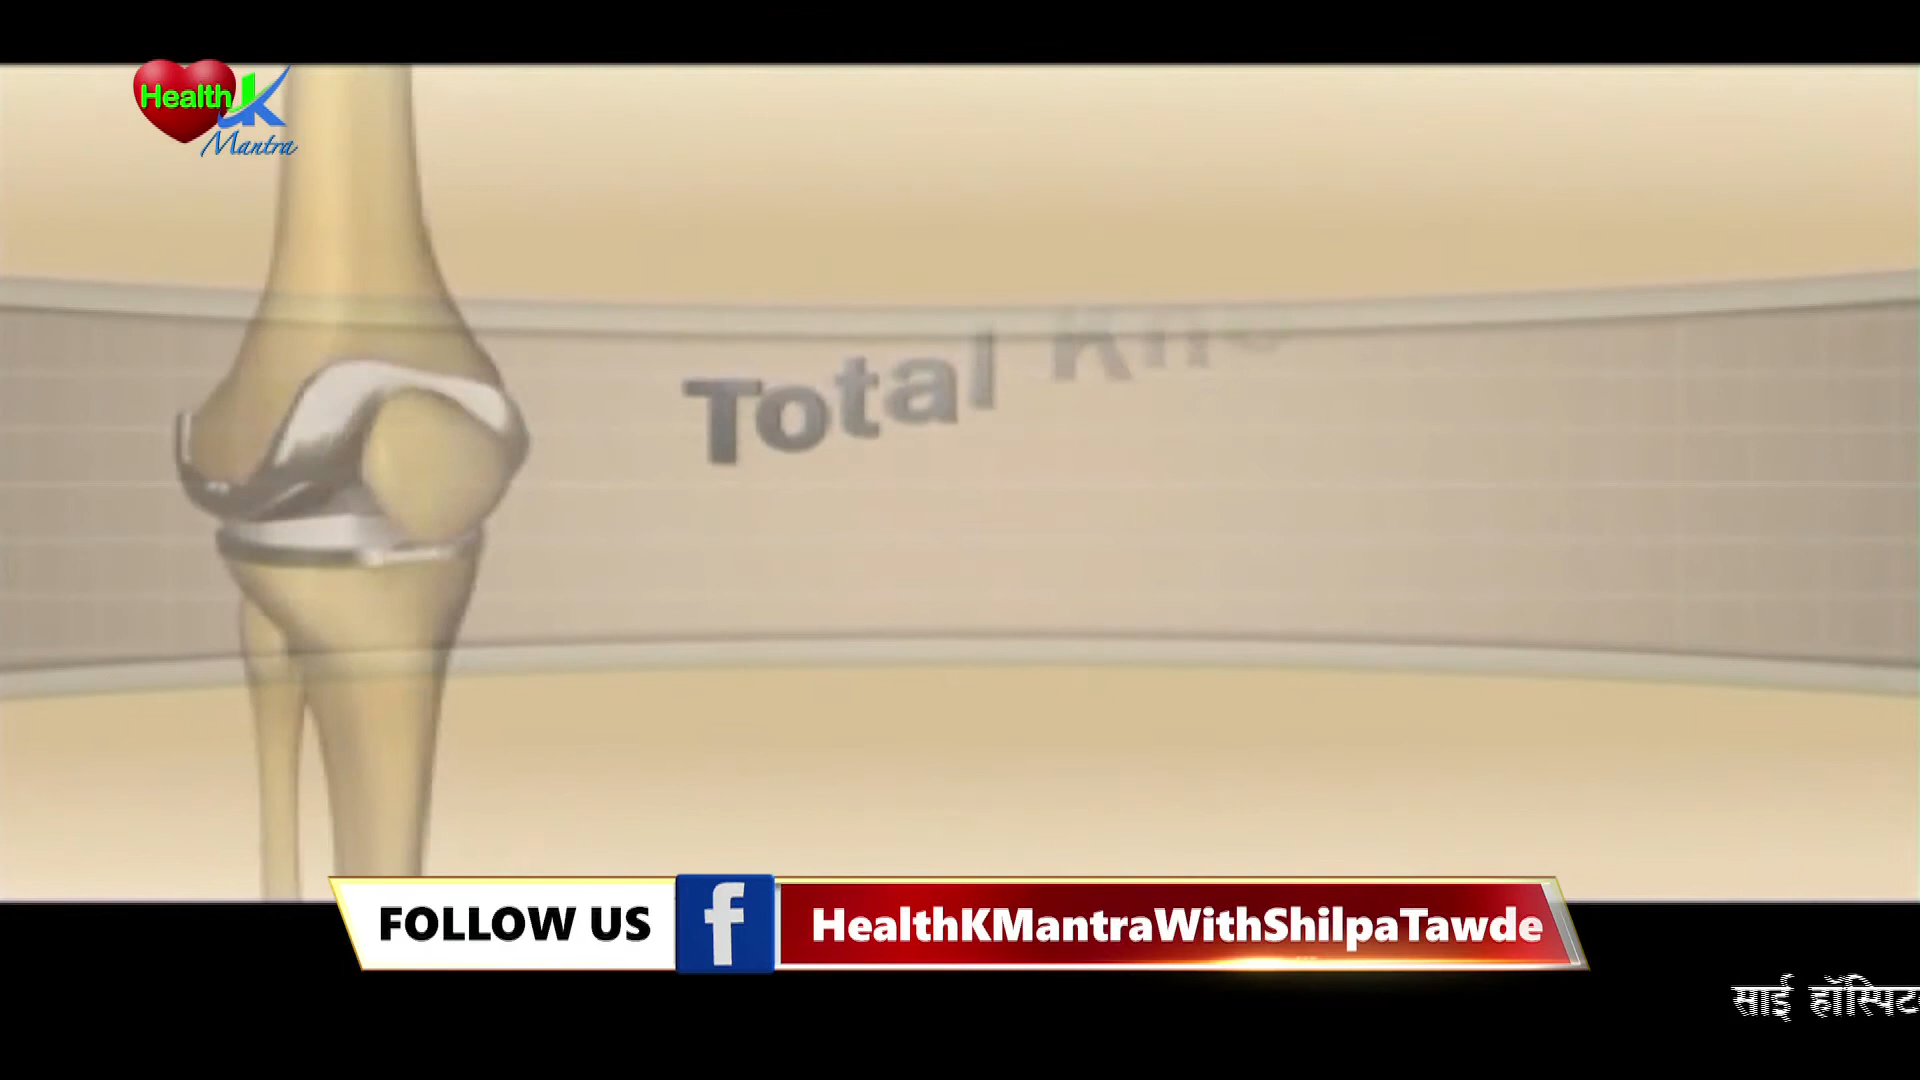 Health K
Mantra
Total
FOLLOW US f HealthKMantraWithShilpaTawde
साई